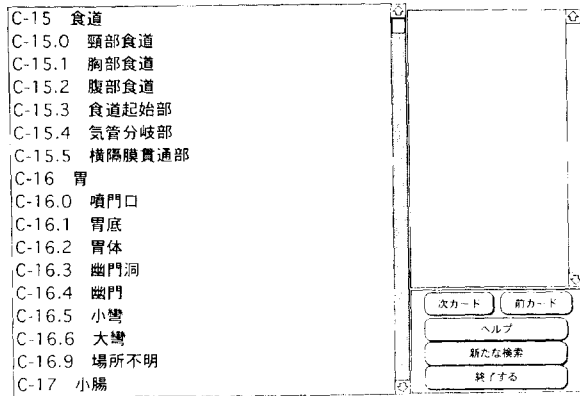 C-15 食道
C-15.0 頸部食道
C-15.1 胸部食道
C-15.2 腹部食道
C-15.3 食道起始部
C-15.4 気管分岐部
C-15.5 横隔膜貫通部
C-16 胃
C-16.0 噴門口
C-16.1 胃底
C-16.2 胃体
C-16.3 幽門洞
C-16.4 幽門
C-16.5 小彎
C-16.6 大彎
C-16.9 場所不明
C-17 小腸
次カード 前カード
ヘルプ
新たな検索
終了する